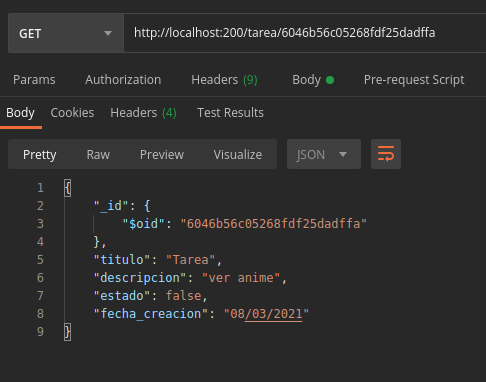 GET http://localhost:200/tarea/6046b56c05268fdf25dadffa
Params Authorization Headers (9) Body Pre-request Script
Body Cookies Headers (4) Test Results
Pretty Raw Preview Visualize JSON
1 {
2 "_id": {
3 "$oid": "6046b56c05268fdf25dadffa"
4 },
5 "titulo": "Tarea",
6 "descripcion": "ver anime",
7 "estado": false,
8 "fecha_creacion": "08/03/2021"
9 }